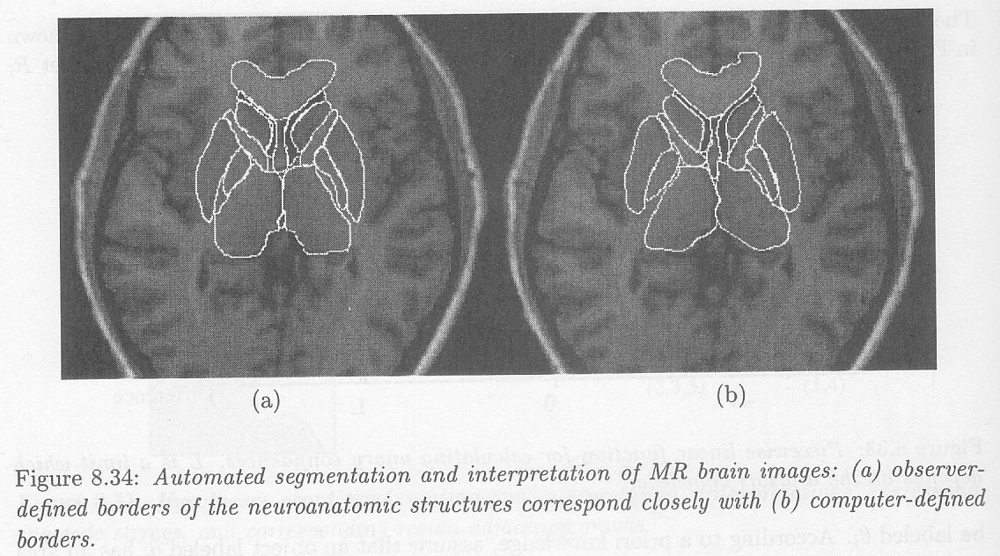 (a)
(b)
Figure 8.34: Automated segmentation and interpretation of MR brain images: (a) observer-
defined borders of the neuroanatomic structures correspond closely with (b) computer-defined
borders.